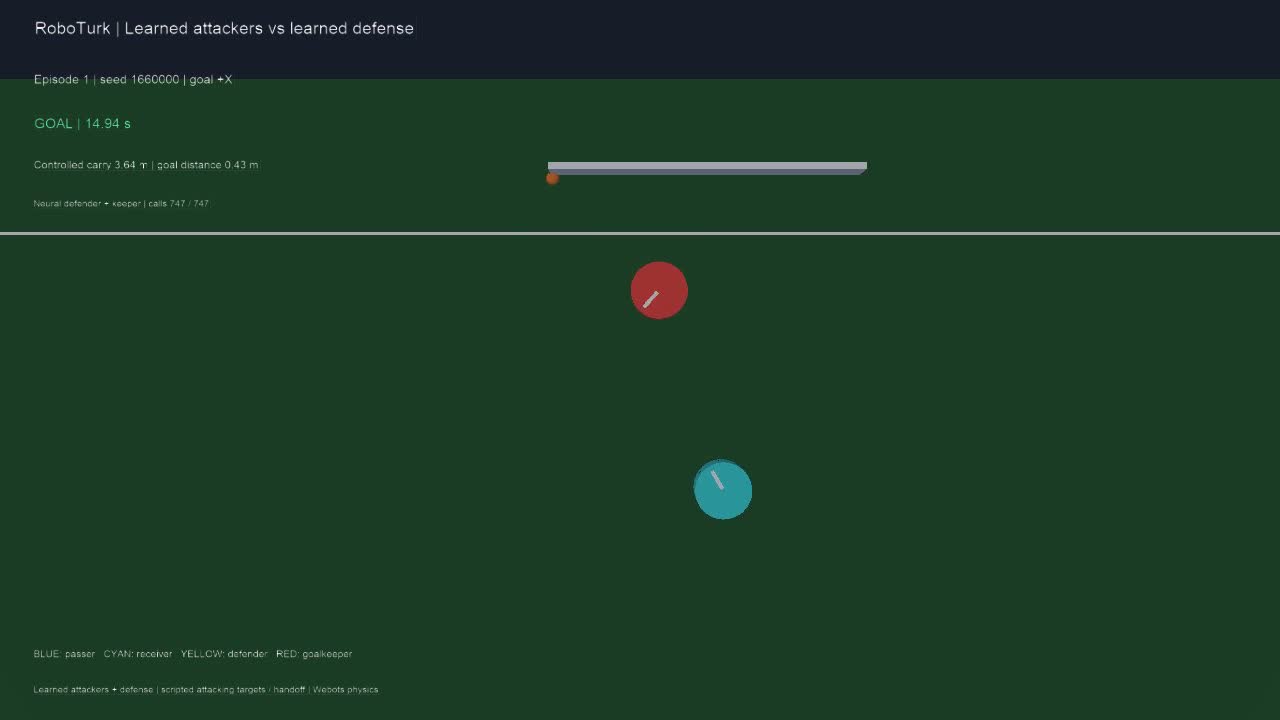 RoboTurk | Learned attackers vs learned defense
Episode 1 | seed 1660000 | goal +X
GOAL | 14.94 s
Controlled carry 3.64 m | goal distance 0.43 m
Neural defender + keeper | calls 747 / 747
BLUE: passer CYAN: receiver YELLOW: defender RED: goalkeeper
Learned attackers + defense | scripted attacking targets / handoff | Webots physics